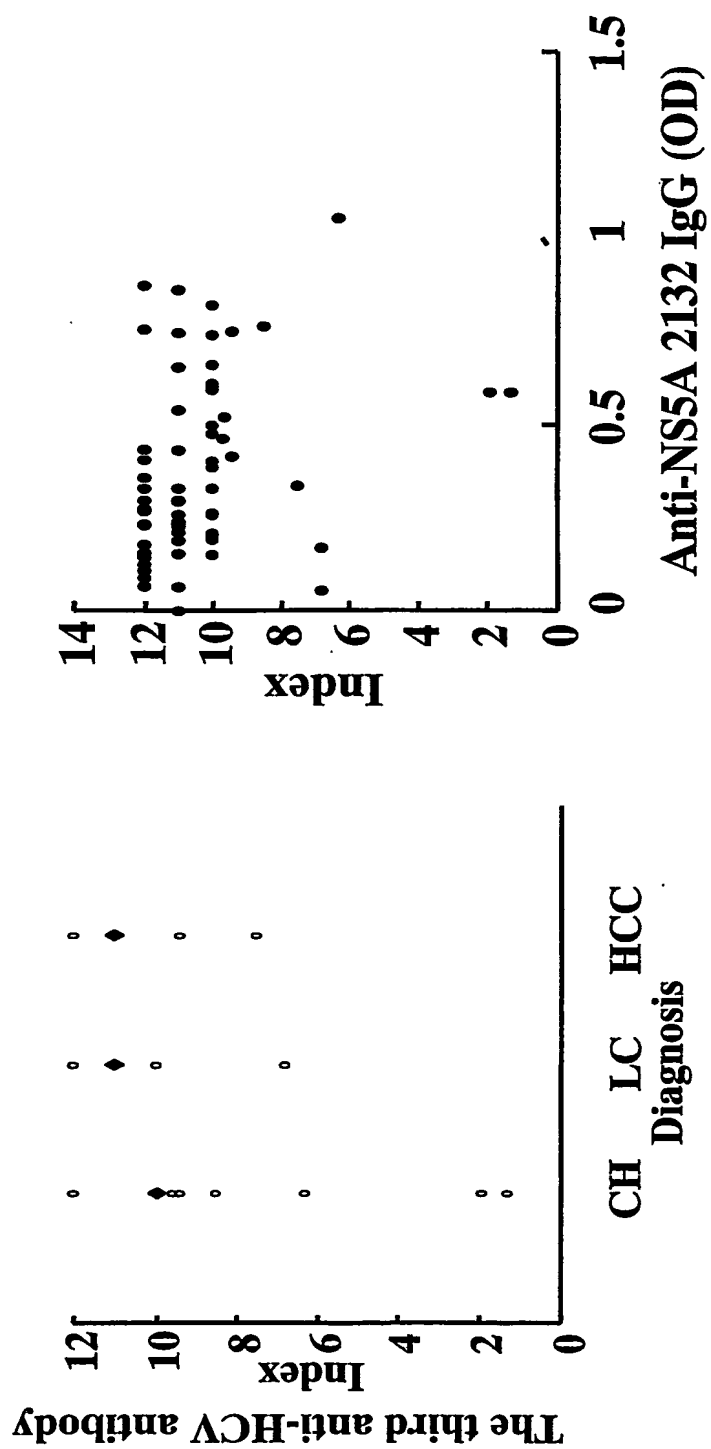 The third anti-HCV antibody
Index
12
10
8
6
4
2
0
CH LC HCC
Diagnosis
Index
14
12
10
8
6
4
2
0
0 0.5 1 1.5
Anti-NS5A 2132 IgG (OD)